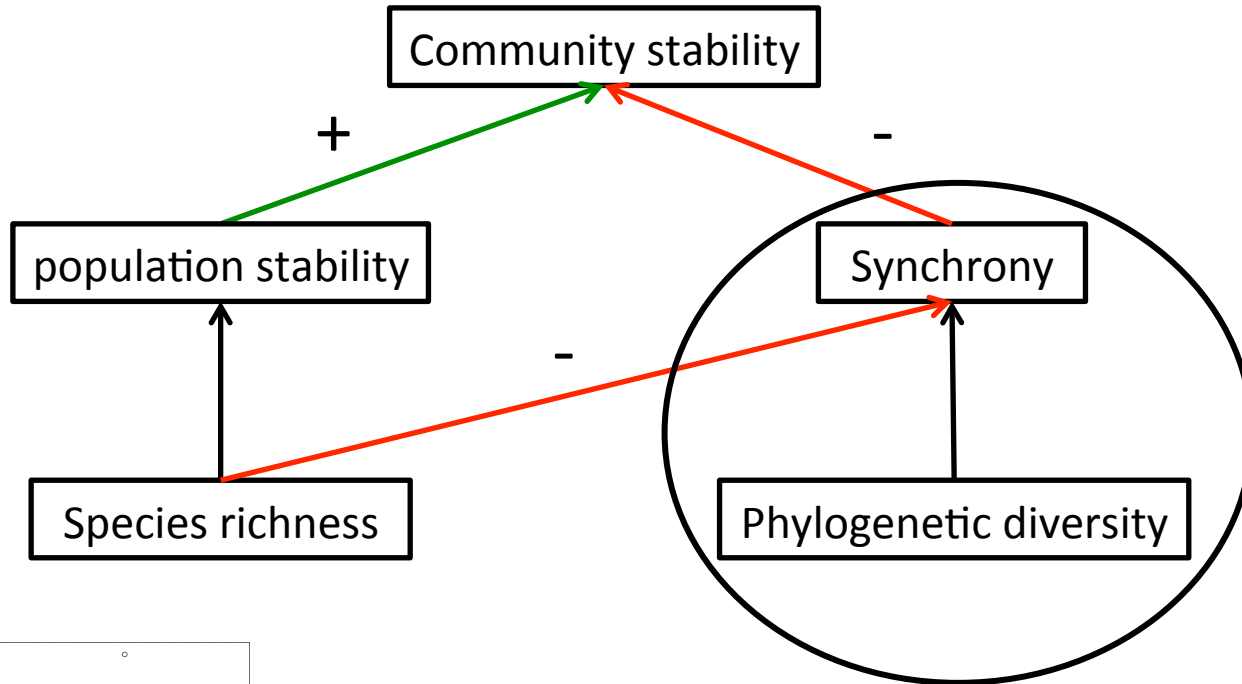 Community stability
+
-
population stability
Synchrony
-
Species richness
Phylogenetic diversity